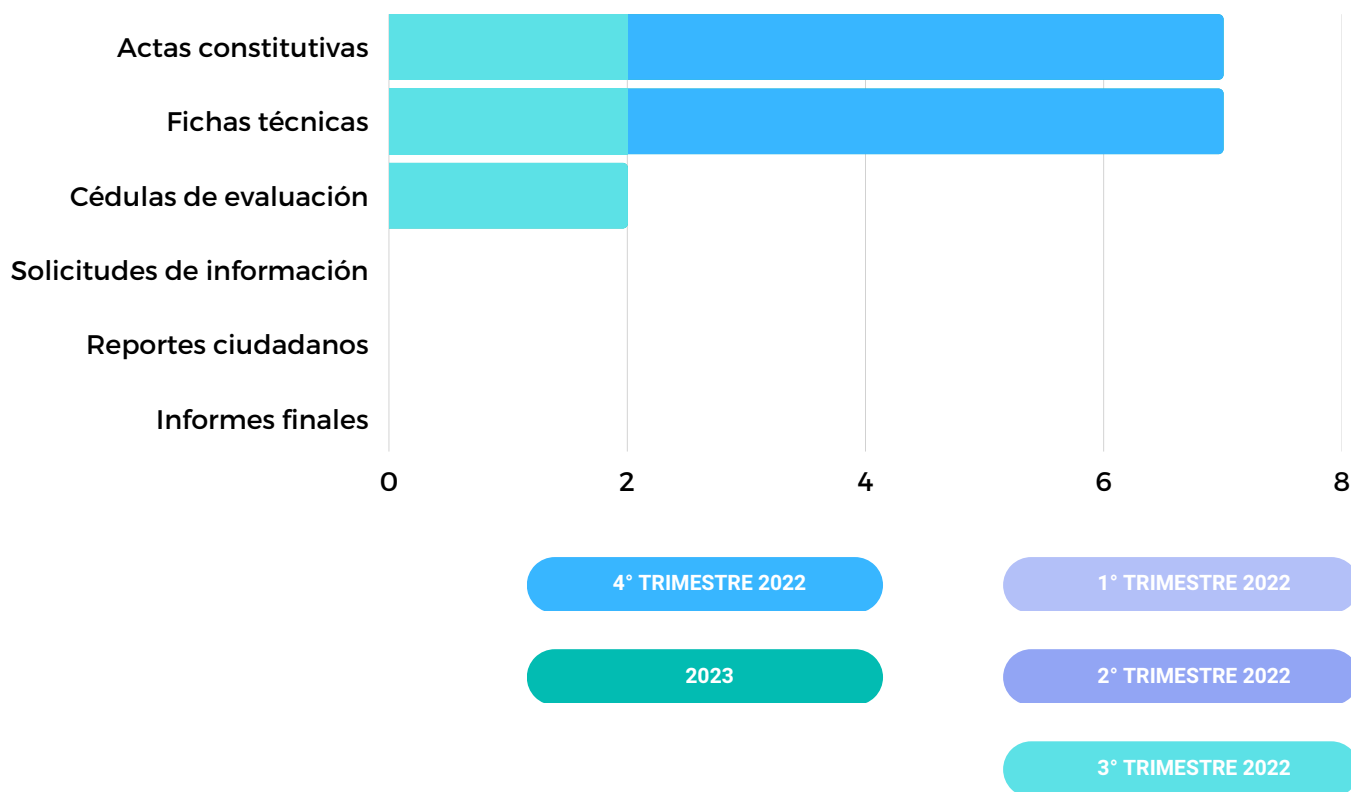 Actas constitutivas
Fichas técnicas
Cédulas de evaluación
Solicitudes de información
Reportes ciudadanos
Informes finales
0 2 4 6 8
4° TRIMESTRE 2022
1° TRIMESTRE 2022
2023
2° TRIMESTRE 2022
3° TRIMESTRE 2022